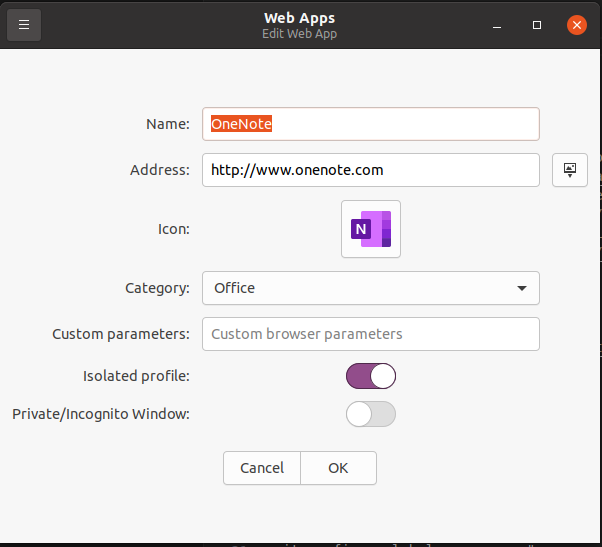 Web Apps
Edit Web App
Name: OneNote
Address: http://www.onenote.com
Icon: N
Category: Office
Custom parameters: Custom browser parameters
Isolated profile:
Private/Incognito Window:
Cancel OK